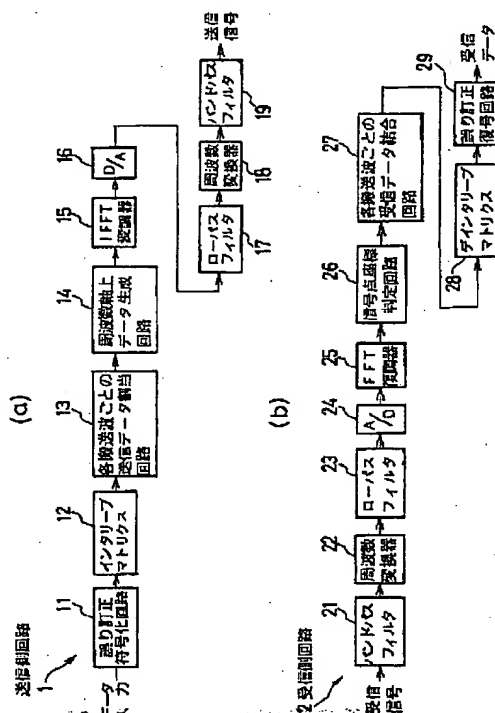 (a)
送信側回路
1
データ
力
11
誤り訂正
符号化回路
12
インタリーブ
マトリクス
13
各搬送波ごとの
送信データ割当
回路
14
周波数軸上
データ生成
回路
15
IFFT
変調器
16
D/A
17
ローパス
フィルタ
18
周波数
変換器
19
バンドパス
フィルタ
送信
信号
(b)
2 受信側回路
受信
信号
21
バンドパス
フィルタ
22
周波数
変換器
23
ローパス
フィルタ
24
A/D
25
FFT
復調器
26
信号点座標
判定回路
27
各搬送波ごとの
受信データ結合
回路
28
デインタリーブ
マトリクス
29
誤り訂正
復号回路
受信
データ